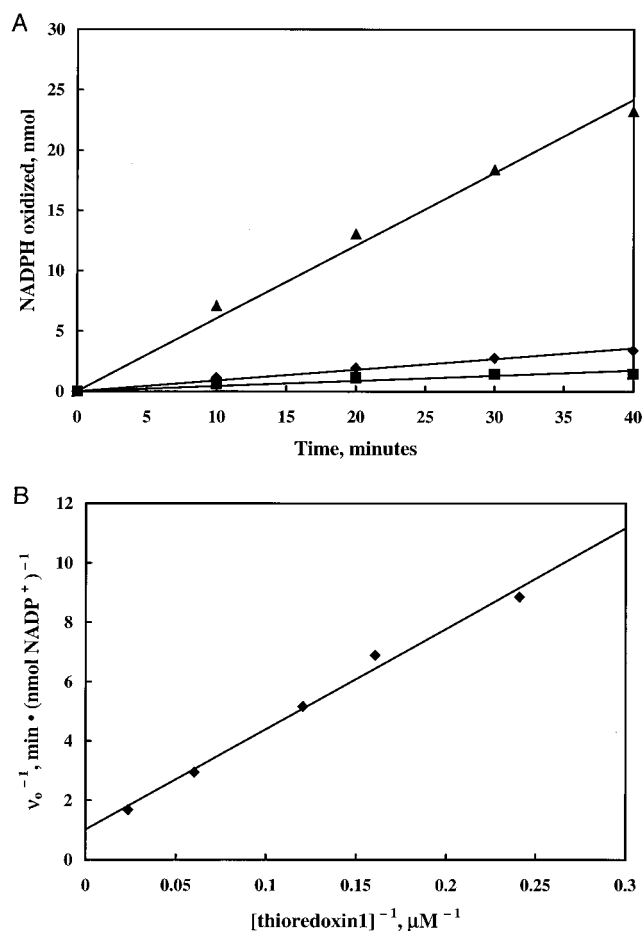 A
NADPH oxidized, nmol
30
25
20
15
10
5
0
0 5 10 15 20 25 30 35 40
Time, minutes
B
ν₀⁻¹, min • (nmol NADP⁺)⁻¹
12
10
8
6
4
2
0
0 0.05 0.1 0.15 0.2 0.25 0.3
[thioredoxin1]⁻¹, μM⁻¹